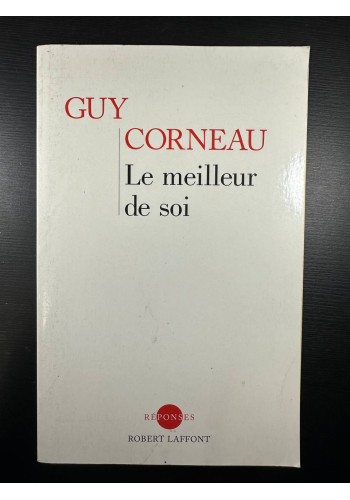 GUY
CORNEAU
Le meilleur
de soi
RÉPONSES
ROBERT LAFFONT